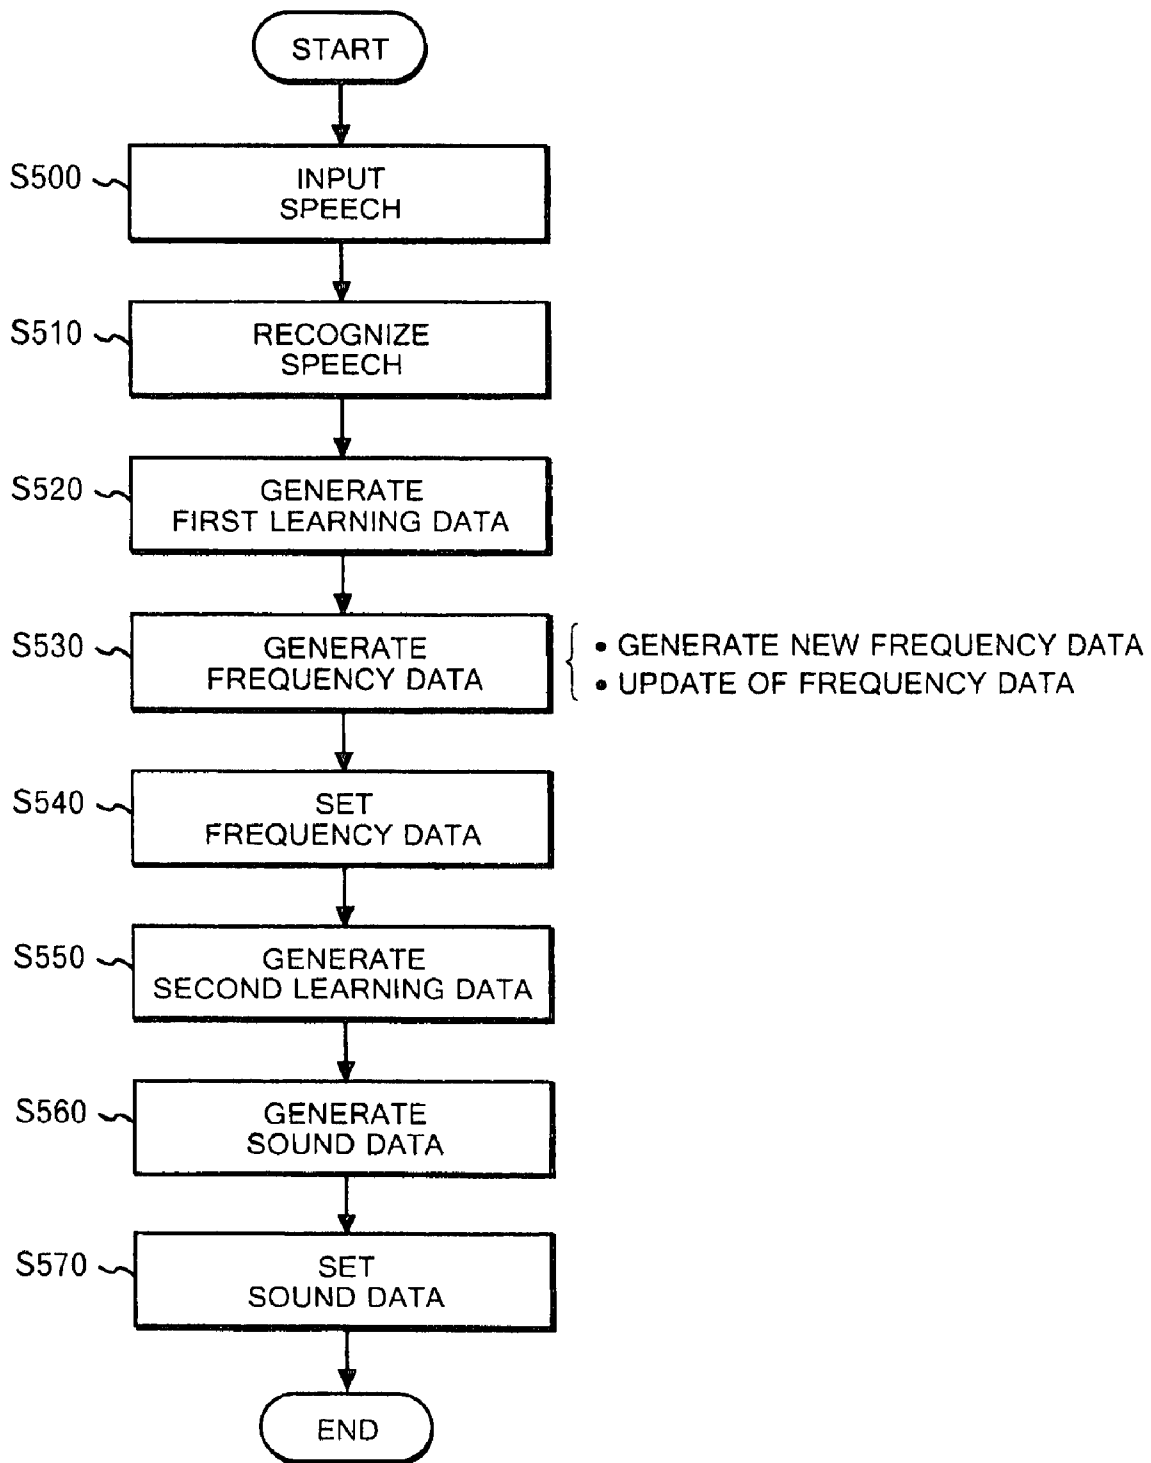 START
S500
INPUT
SPEECH
S510
RECOGNIZE
SPEECH
S520
GENERATE
FIRST LEARNING DATA
S530
GENERATE
FREQUENCY DATA
• GENERATE NEW FREQUENCY DATA
• UPDATE OF FREQUENCY DATA
S540
SET
FREQUENCY DATA
S550
GENERATE
SECOND LEARNING DATA
S560
GENERATE
SOUND DATA
S570
SET
SOUND DATA
END